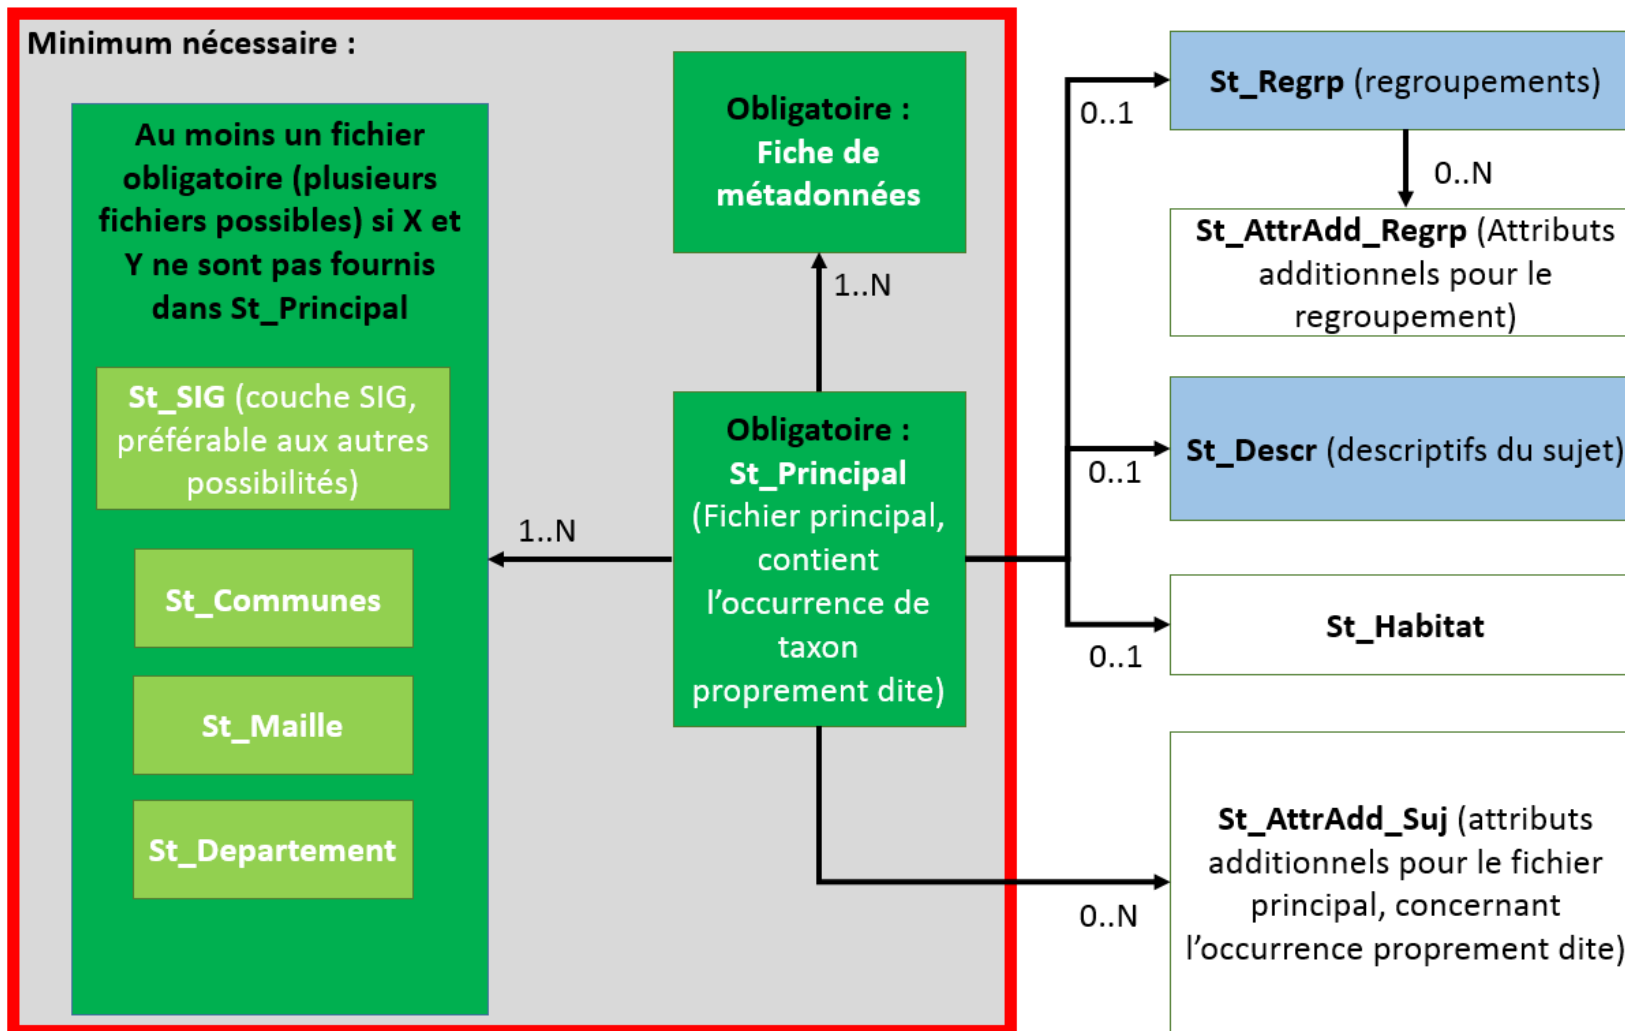 Minimum nécessaire :
Au moins un fichier
obligatoire (plusieurs
fichiers possibles) si X et
Y ne sont pas fournis
dans St_Principal
St_SIG (couche SIG,
préférable aux autres
possibilités)
St_Communes
St_Maille
St_Departement
1..N
Obligatoire :
Fiche de
métadonnées
1..N
Obligatoire :
St_Principal
(Fichier principal,
contient
l’occurrence de
taxon
proprement dite)
0..1
St_Regrp (regroupements)
0..N
St_AttrAdd_Regrp (Attributs
additionnels pour le
regroupement)
0..1
St_Descr (descriptifs du sujet)
0..1
St_Habitat
0..N
St_AttrAdd_Suj (attributs
additionnels pour le fichier
principal, concernant
l’occurrence proprement dite)